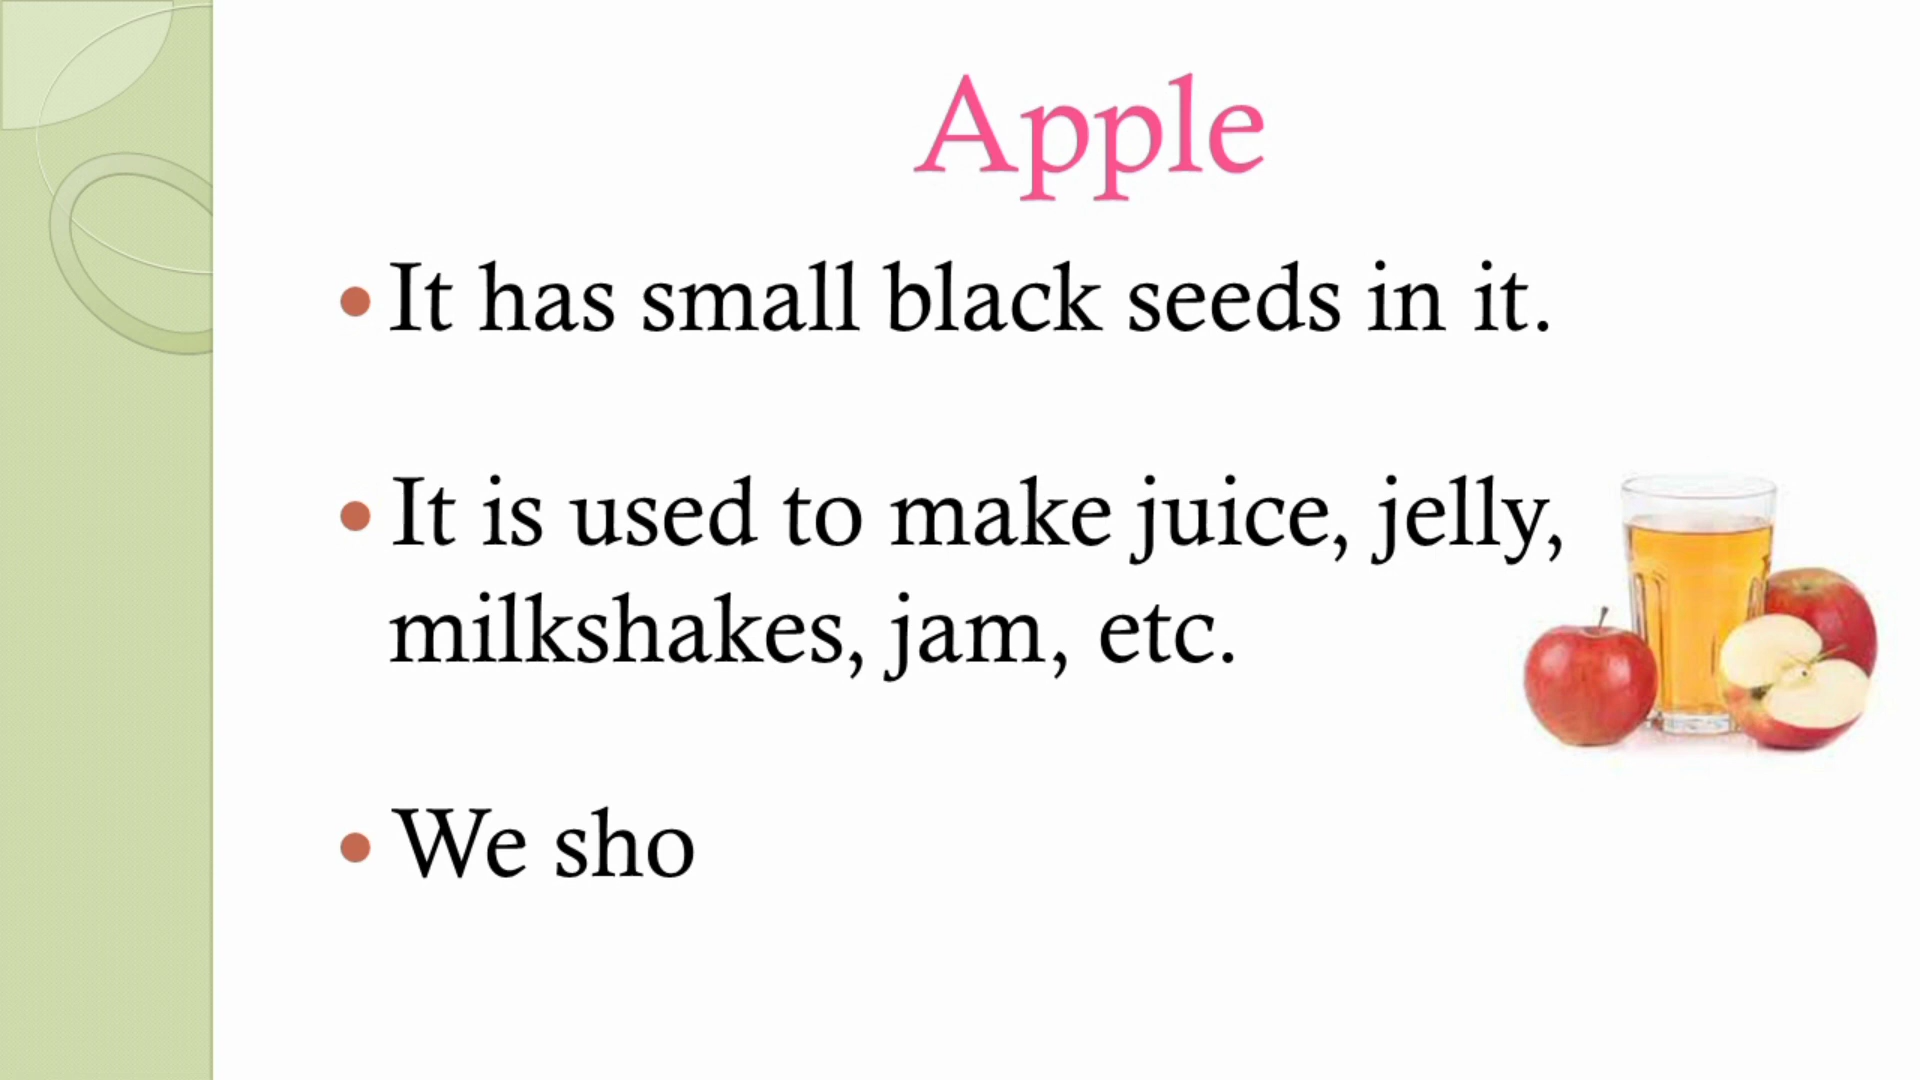 Apple
• It has small black seeds in it.
• It is used to make juice, jelly,
milkshakes, jam, etc.
• We sho